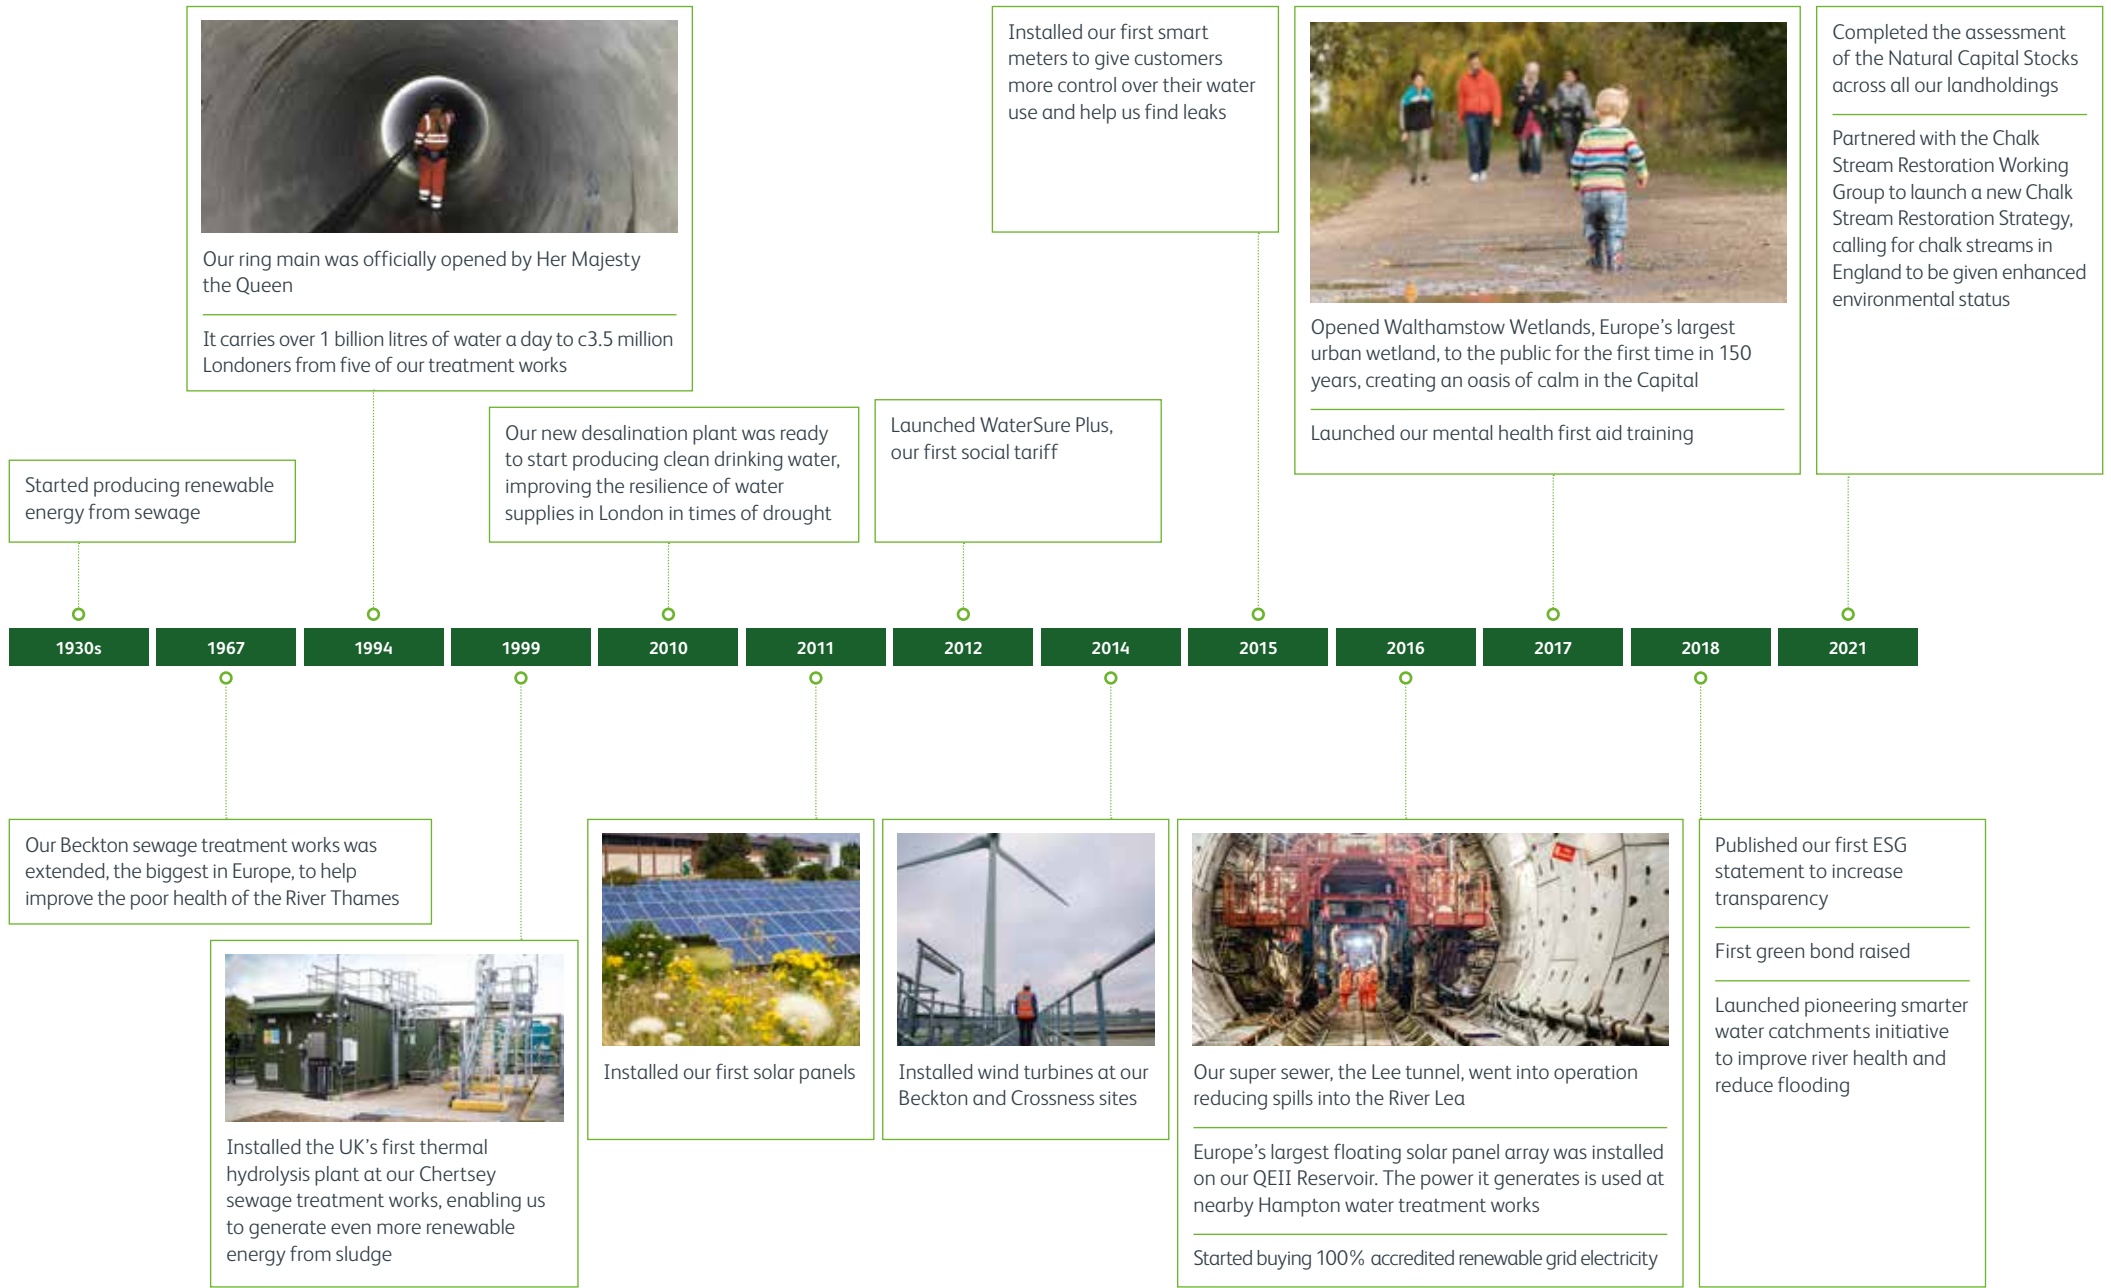 Our ring main was officially opened by Her Majesty
the Queen
It carries over 1 billion litres of water a day to c3.5 million
Londoners from five of our treatment works
Installed our first smart
meters to give customers
more control over their water
use and help us find leaks
Opened Walthamstow Wetlands, Europe's largest
urban wetland, to the public for the first time in 150
years, creating an oasis of calm in the Capital
Launched our mental health first aid training
Completed the assessment
of the Natural Capital Stocks
across all our landholdings
Partnered with the Chalk
Stream Restoration Working
Group to launch a new Chalk
Stream Restoration Strategy,
calling for chalk streams in
England to be given enhanced
environmental status
Started producing renewable
energy from sewage
Our new desalination plant was ready
to start producing clean drinking water,
improving the resilience of water
supplies in London in times of drought
Launched WaterSure Plus,
our first social tariff
1930s
1967
1994
1999
2010
2011
2012
2014
2015
2016
2017
2018
2021
Our Beckton sewage treatment works was
extended, the biggest in Europe, to help
improve the poor health of the River Thames
Installed the UK's first thermal
hydrolysis plant at our Chertsey
sewage treatment works, enabling us
to generate even more renewable
energy from sludge
Installed our first solar panels
Installed wind turbines at our
Beckton and Crossness sites
Our super sewer, the Lee tunnel, went into operation
reducing spills into the River Lea
Europe's largest floating solar panel array was installed
on our QEII Reservoir. The power it generates is used at
nearby Hampton water treatment works
Started buying 100% accredited renewable grid electricity
Published our first ESG
statement to increase
transparency
First green bond raised
Launched pioneering smarter
water catchments initiative
to improve river health and
reduce flooding